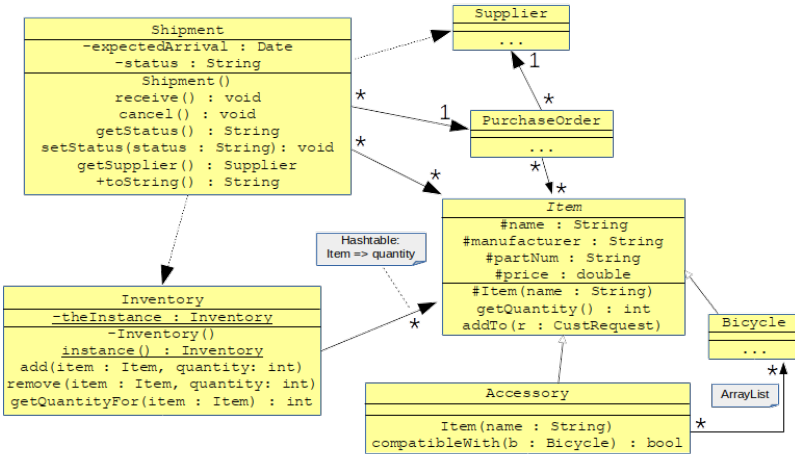 Shipment
-expectedArrival : Date
-status : String
Shipment()
receive() : void
cancel() : void
getStatus() : String
setStatus(status : String): void
getSupplier() : Supplier
+toString() : String
Supplier
...
1
*
PurchaseOrder
...
*
1
*
*
*
*
Item
#name : String
#manufacturer : String
#partNum : String
#price : double
#Item(name : String)
getQuantity() : int
addTo(r : CustRequest)
Hashtable:
Item => quantity
*
Inventory
-theInstance : Inventory
-Inventory()
instance() : Inventory
add(item : Item, quantity: int)
remove(item : Item, quantity: int)
getQuantityFor(item : Item) : int
Bicycle
...
*
ArrayList
*
Accessory
Item(name : String)
compatibleWith(b : Bicycle) : bool